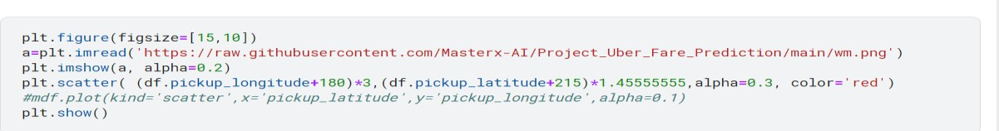 plt.figure(figsize=[15,10])
a=plt.imread('https://raw.githubusercontent.com/Masterx-AI/Project_Uber_Fare_Prediction/main/wm.png')
plt.imshow(a, alpha=0.2)
plt.scatter( (df.pickup_longitude+180)*3,(df.pickup_latitude+215)*1.45555555,alpha=0.3, color='red')
#mdf.plot(kind='scatter',x='pickup_latitude',y='pickup_longitude',alpha=0.1)
plt.show()